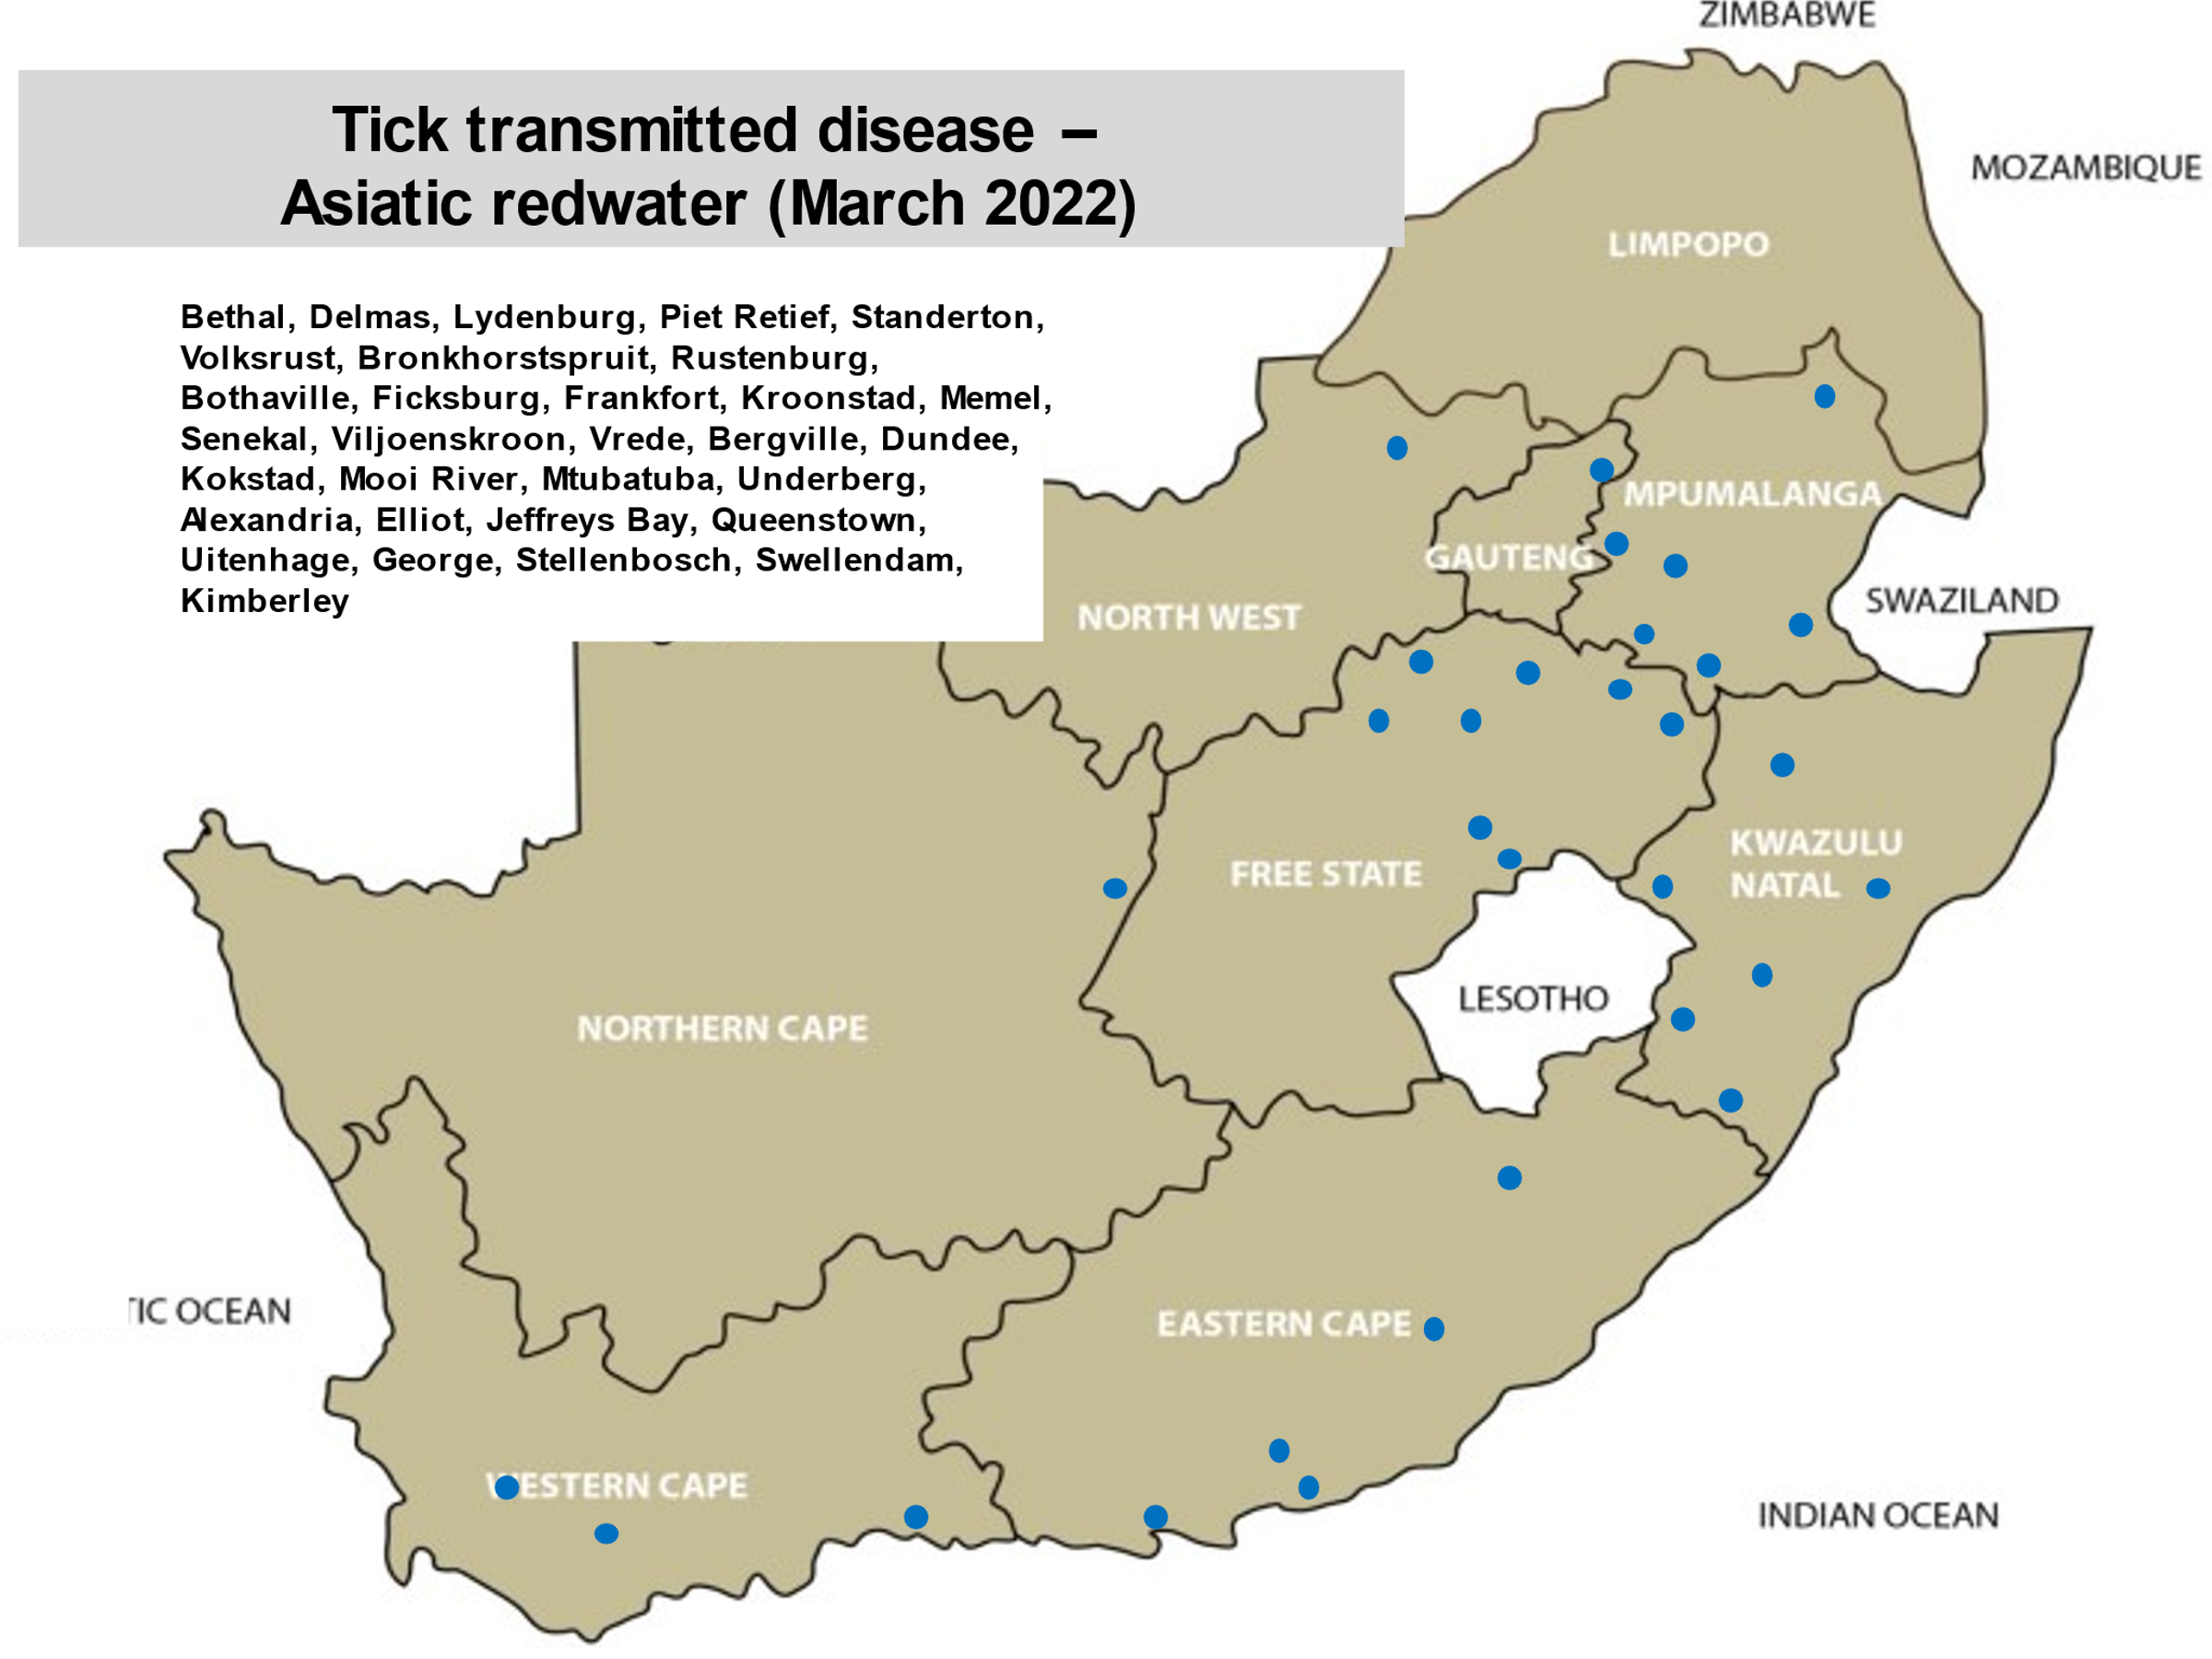 ZIMBABWE
Tick transmitted disease –
Asiatic redwater (March 2022)
MOZAMBIQUE
LIMPOPO
Bethal, Delmas, Lydenburg, Piet Retief, Standerton,
Volksrust, Bronkhorstspruit, Rustenburg,
Bothaville, Ficksburg, Frankfort, Kroonstad, Memel,
Senekal, Viljoenskroon, Vrede, Bergville, Dundee,
Kokstad, Mooi River, Mtubatuba, Underberg,
Alexandria, Elliot, Jeffreys Bay, Queenstown,
Uitenhage, George, Stellenbosch, Swellendam,
Kimberley
MPUMALANGA
GAUTENG
SWAZILAND
NORTH WEST
KWAZULU
NATAL
FREE STATE
LESOTHO
NORTHERN CAPE
TIC OCEAN
EASTERN CAPE
WESTERN CAPE
INDIAN OCEAN